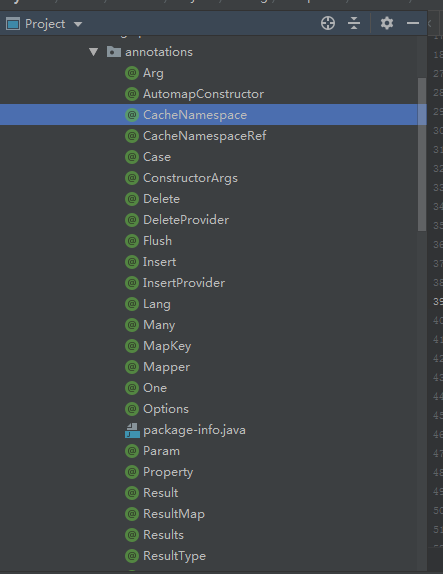 Project
annotations
Arg
AutomapConstructor
CacheNamespace
CacheNamespaceRef
Case
ConstructorArgs
Delete
DeleteProvider
Flush
Insert
InsertProvider
Lang
Many
MapKey
Mapper
One
Options
package-info.java
Param
Property
Result
ResultMap
Results
ResultType